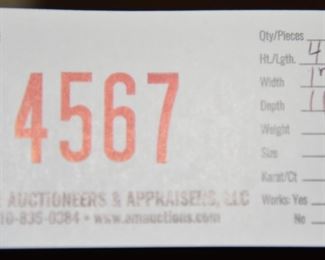 Qty/Pieces 4
Ht./Lgth.
Width
Depth
4567
Weight
Size
Karat/Ct
AUCTIONEERS & APPRAISERS, LLC
Works: Yes
10-835-0384 • www.amauctions.com
No